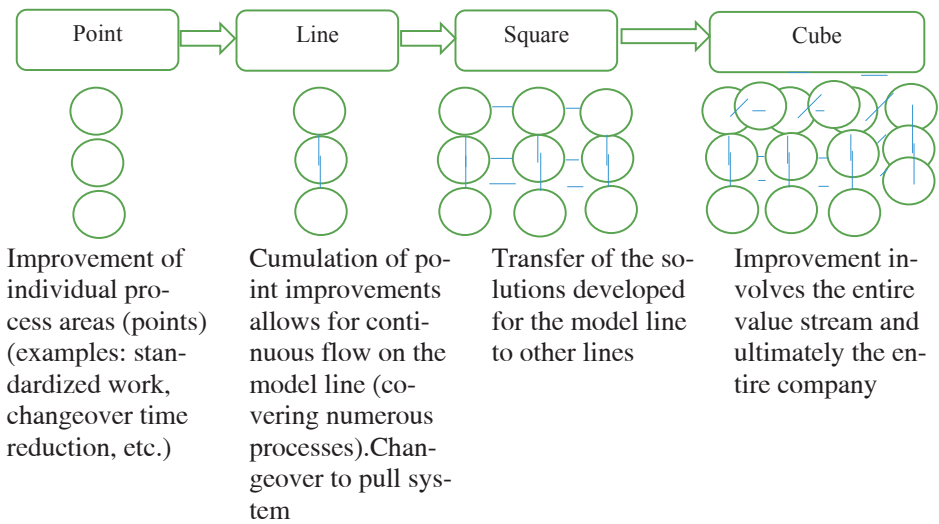 Point
Line
Square
Cube
Improvement of
individual pro-
cess areas (points)
(examples: stan-
dardized work,
changeover time
reduction, etc.)
Cumulation of po-
int improvements
allows for conti-
nuous flow on the
model line (co-
vering numerous
processes).Chan-
geover to pull sys-
tem
Transfer of the so-
lutions developed
for the model line
to other lines
Improvement in-
volves the entire
value stream and
ultimately the en-
tire company